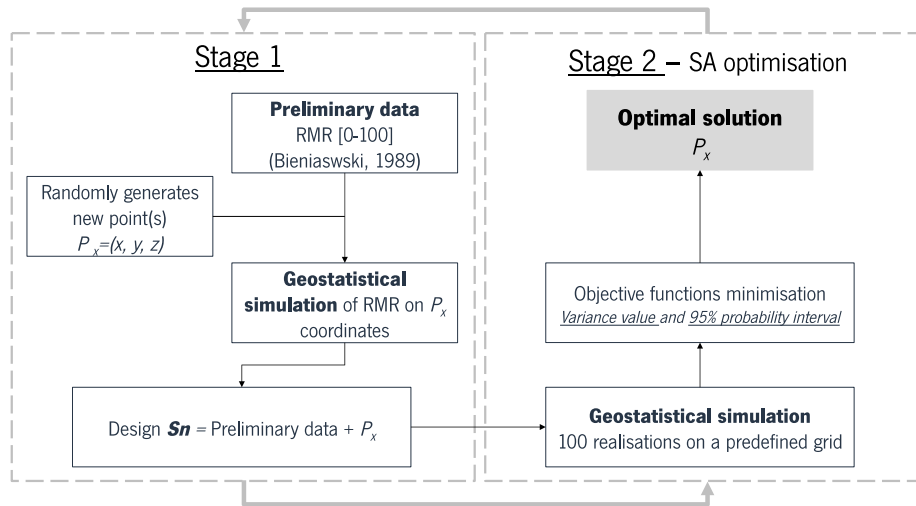 Stage 1
Preliminary data
RMR [0-100]
(Bieniaswski, 1989)
Randomly generates
new point(s)
Px=(x, y, z)
Geostatistical
simulation of RMR on Px
coordinates
Design Sn = Preliminary data + Px
Stage 2 – SA optimisation
Optimal solution
Px
Objective functions minimisation
Variance value and 95% probability interval
Geostatistical simulation
100 realisations on a predefined grid